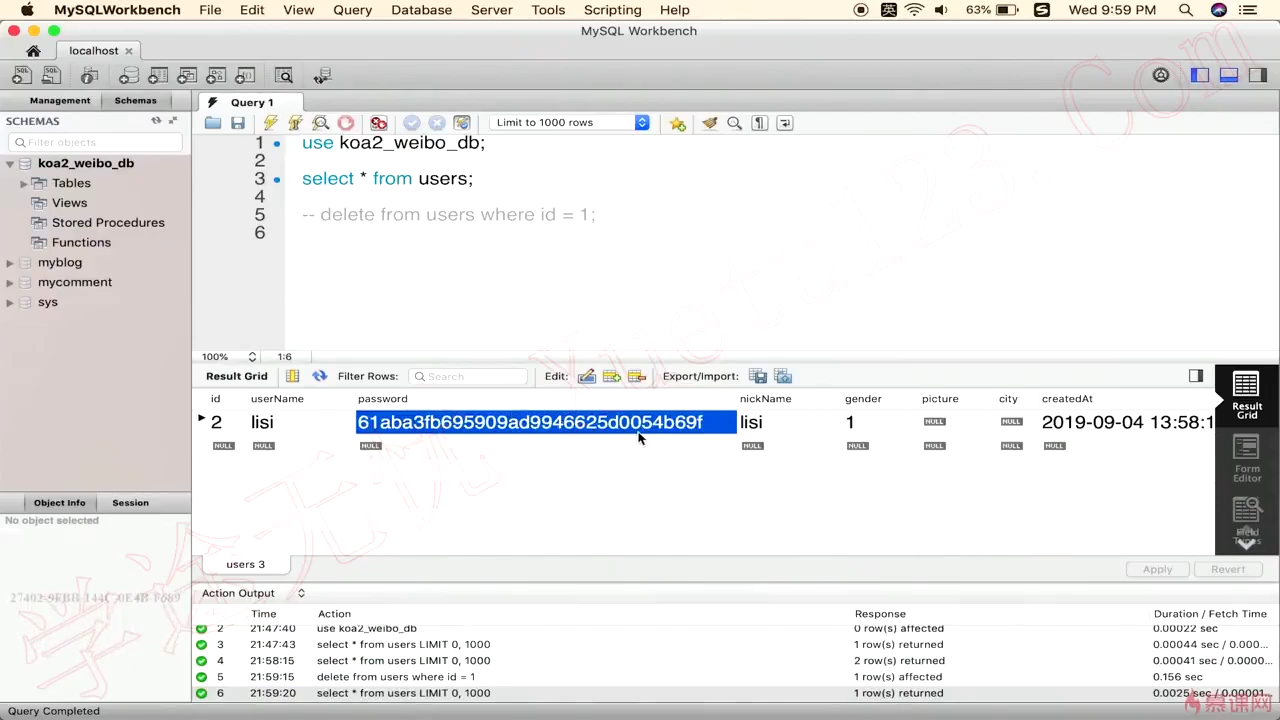 MySQLWorkbench File Edit View Query Database Server Tools Scripting Help 英 63% S Wed 9:59 PM
MySQL Workbench
localhost
Management Schemas
Query 1
SCHEMAS
Limit to 1000 rows
Filter objects
koa2_weibo_db
Tables
Views
Stored Procedures
Functions
myblog
mycomment
sys
1 use koa2_weibo_db;
2
3 select * from users;
4
5 -- delete from users where id = 1;
6
100% 1:6
Result Grid Filter Rows: Search Edit: Export/Import:
id userName password nickName gender picture city createdAt
2 lisi 61aba3fb695909ad9946625d0054b69f lisi 1 NULL NULL 2019-09-04 13:58:1
NULL NULL NULL NULL NULL NULL NULL NULL
Result Grid
Form Editor
Field Types
Object Info Session
No object selected
users 3
Apply Revert
Action Output
Time Action Response Duration / Fetch Time
2 21:47:40 use koa2_weibo_db 0 row(s) affected 0.00022 sec
3 21:47:43 select * from users LIMIT 0, 1000 1 row(s) returned 0.00044 sec / 0.000...
4 21:58:15 select * from users LIMIT 0, 1000 2 row(s) returned 0.00041 sec / 0.0000...
5 21:59:15 delete from users where id = 1 1 row(s) affected 0.156 sec
6 21:59:20 select * from users LIMIT 0, 1000 1 row(s) returned 0.0025 sec / 0.00001...
Query Completed
慕课网